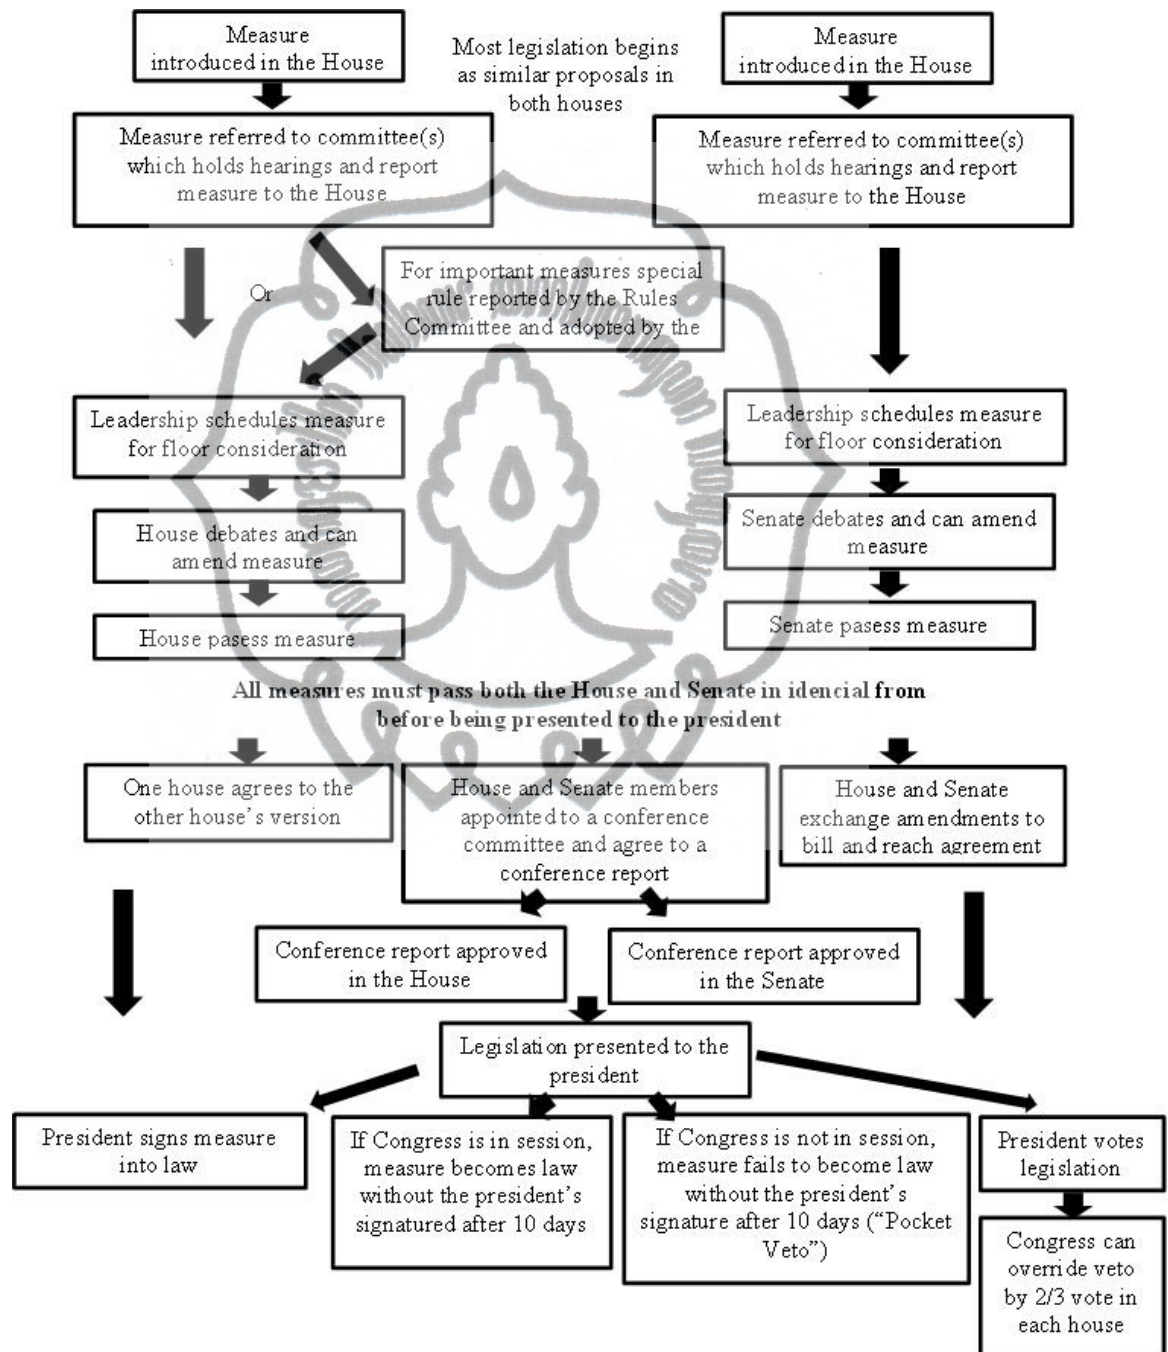 Measure
introduced in the House
Most legislation begins
as similar proposals in
both houses
Measure
introduced in the House
Measure referred to committee(s)
which holds hearings and report
measure to the House
Measure referred to committee(s)
which holds hearings and report
measure to the House
Or
For important measures special
rule reported by the Rules
Committee and adopted by the
Leadership schedules measure
for floor consideration
Leadership schedules measure
for floor consideration
House debates and can
amend measure
Senate debates and can amend
measure
House pasess measure
Senate pasess measure
All measures must pass both the House and Senate in idencial from
before being presented to the president
One house agrees to the
other house's version
House and Senate members
appointed to a conference
committee and agree to a
conference report
House and Senate
exchange amendments to
bill and reach agreement
Conference report approved
in the House
Conference report approved
in the Senate
Legislation presented to the
president
President signs measure
into law
If Congress is in session,
measure becomes law
without the president's
signatured after 10 days
If Congress is not in session,
measure fails to become law
without the president's
signature after 10 days ("Pocket
Veto")
President votes
legislation
Congress can
override veto
by 2/3 vote in
each house